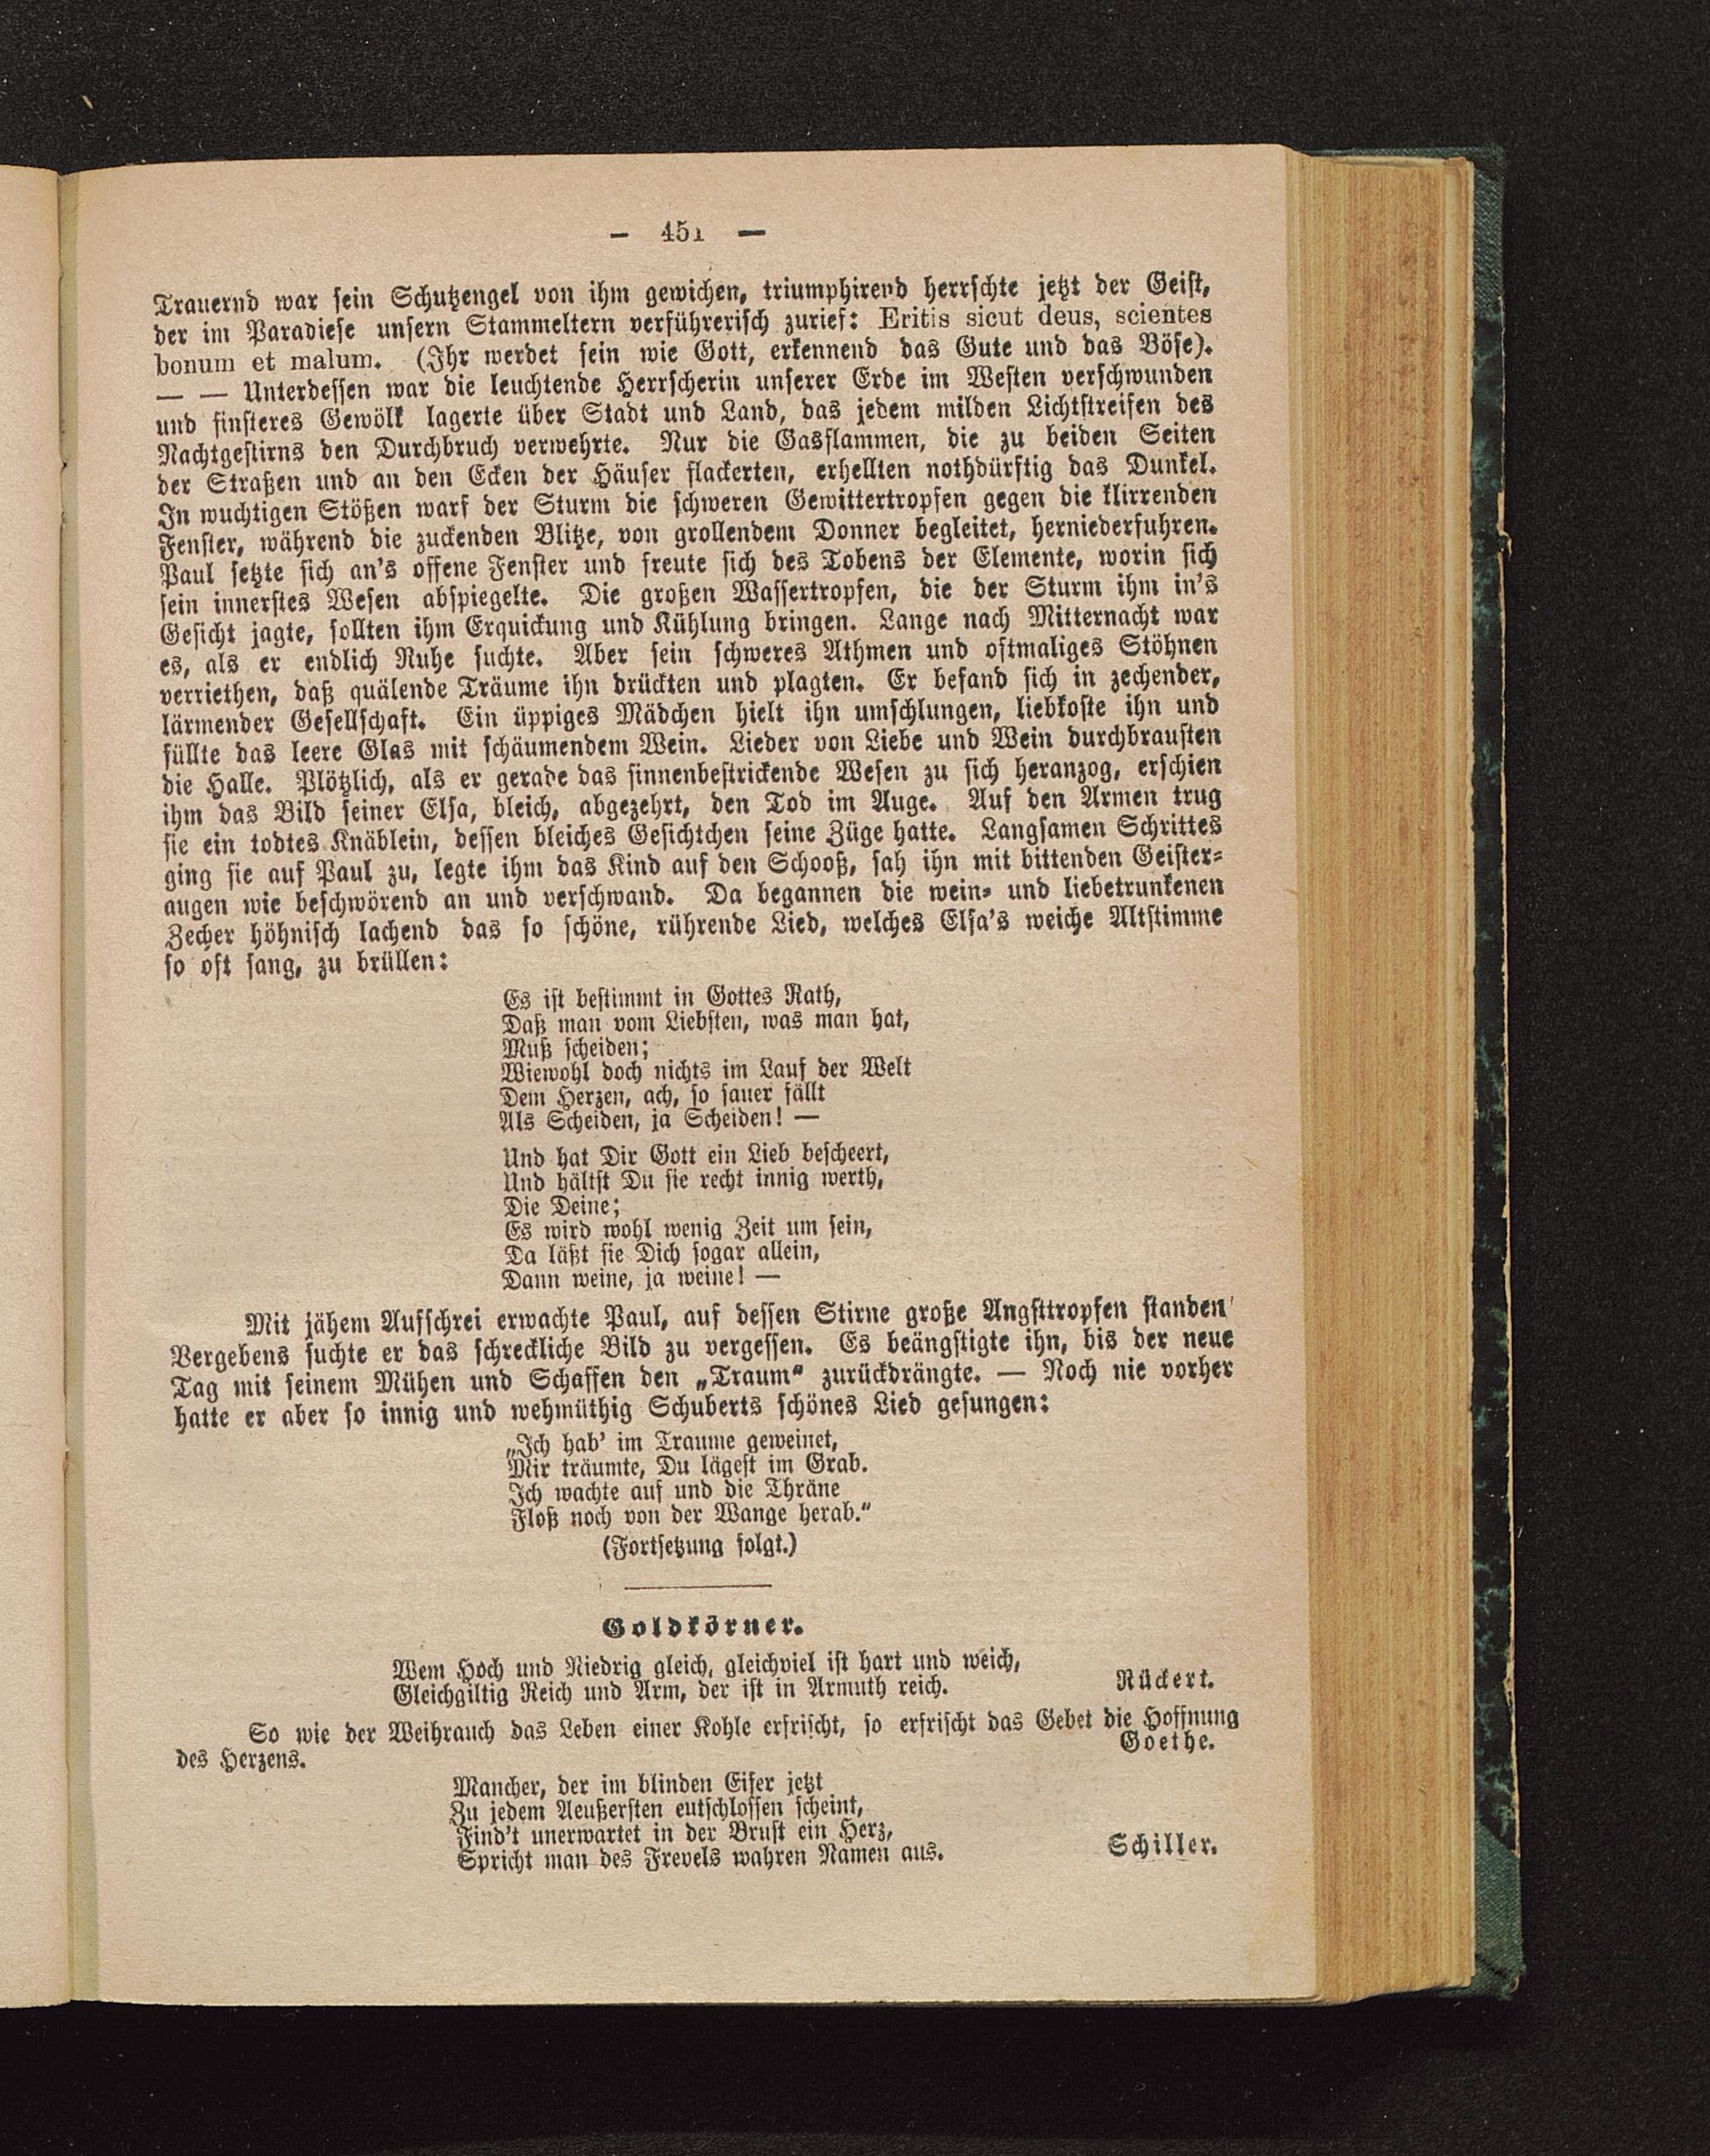 — 451 —
Trauernd war sein Schutzengel von ihm gewichen, triumphirend herrschte jetzt der Geist,
der im Paradiese unsern Stammeltern verführerisch zurief: Eritis sicut deus, scientes
bonum et malum. (Ihr werdet sein wie Gott, erkennend das Gute und das Böse).
— — Unterdessen war die leuchtende Herrscherin unserer Erde im Westen verschwunden
und finsteres Gewölk lagerte über Stadt und Land, das jedem milden Lichtstreifen des
Nachtgestirns den Durchbruch verwehrte. Nur die Gasflammen, die zu beiden Seiten
der Straßen und an den Ecken der Häuser flackerten, erhellten nothdürftig das Dunkel.
In wuchtigen Stößen warf der Sturm die schweren Gewittertropfen gegen die klirrenden
Fenster, während die zuckenden Blitze, von grollendem Donner begleitet, herniederfuhren.
Paul setzte sich an's offene Fenster und freute sich des Tobens der Elemente, worin sich
sein innerstes Wesen abspiegelte. Die großen Wassertropfen, die der Sturm ihm in's
Gesicht jagte, sollten ihm Erquickung und Kühlung bringen. Lange nach Mitternacht war
es, als er endlich Ruhe suchte. Aber sein schweres Athmen und oftmaliges Stöhnen
verriethen, daß quälende Träume ihn drückten und plagten. Er befand sich in zechender,
lärmender Gesellschaft. Ein üppiges Mädchen hielt ihn umschlungen, liebkoste ihn und
füllte das leere Glas mit schäumendem Wein. Lieder von Liebe und Wein durchbrausten
die Halle. Plötzlich, als er gerade das sinnenbestrickende Wesen zu sich heranzog, erschien
ihm das Bild seiner Elsa, bleich, abgezehrt, den Tod im Auge. Auf den Armen trug
sie ein todtes Knäblein, dessen bleiches Gesichtchen seine Züge hatte. Langsamen Schrittes
ging sie auf Paul zu, legte ihm das Kind auf den Schooß, sah ihn mit bittenden Geister-
augen wie beschwörend an und verschwand. Da begannen die wein- und liebetrunkenen
Zecher höhnisch lachend das so schöne, rührende Lied, welches Elsa's weiche Altstimme
so oft sang, zu brüllen:
Es ist bestimmt in Gottes Rath,
Daß man vom Liebsten, was man hat,
Muß scheiden;
Wiewohl doch nichts im Lauf der Welt
Dem Herzen, ach, so sauer fällt
Als Scheiden, ja Scheiden! —
Und hat Dir Gott ein Lieb bescheert,
Und hältst Du sie recht innig werth,
Die Deine;
Es wird wohl wenig Zeit um sein,
Da läßt sie Dich sogar allein,
Dann weine, ja weine! —
Mit jähem Aufschrei erwachte Paul, auf dessen Stirne große Angsttropfen standen
Vergebens suchte er das schreckliche Bild zu vergessen. Es beängstigte ihn, bis der neue
Tag mit seinem Mühen und Schaffen den „Traum“ zurückdrängte. — Noch nie vorher
hatte er aber so innig und wehmüthig Schuberts schönes Lied gesungen:
„Ich hab' im Traume geweinet,
Mir träumte, Du lägest im Grab.
Ich wachte auf und die Thräne
Floß noch von der Wange herab.“
(Fortsetzung folgt.)
Goldkörner.
Wem Hoch und Niedrig gleich, gleichviel ist hart und weich,
Gleichgiltig Reich und Arm, der ist in Armuth reich.
Rückert.
So wie der Weihrauch das Leben einer Kohle erfrischt, so erfrischt das Gebet die Hoffnung
des Herzens.
Goethe.
Mancher, der im blinden Eifer jetzt
Zu jedem Aeußersten entschlossen scheint,
Find't unerwartet in der Brust ein Herz,
Spricht man des Frevels wahren Namen aus.
Schiller.